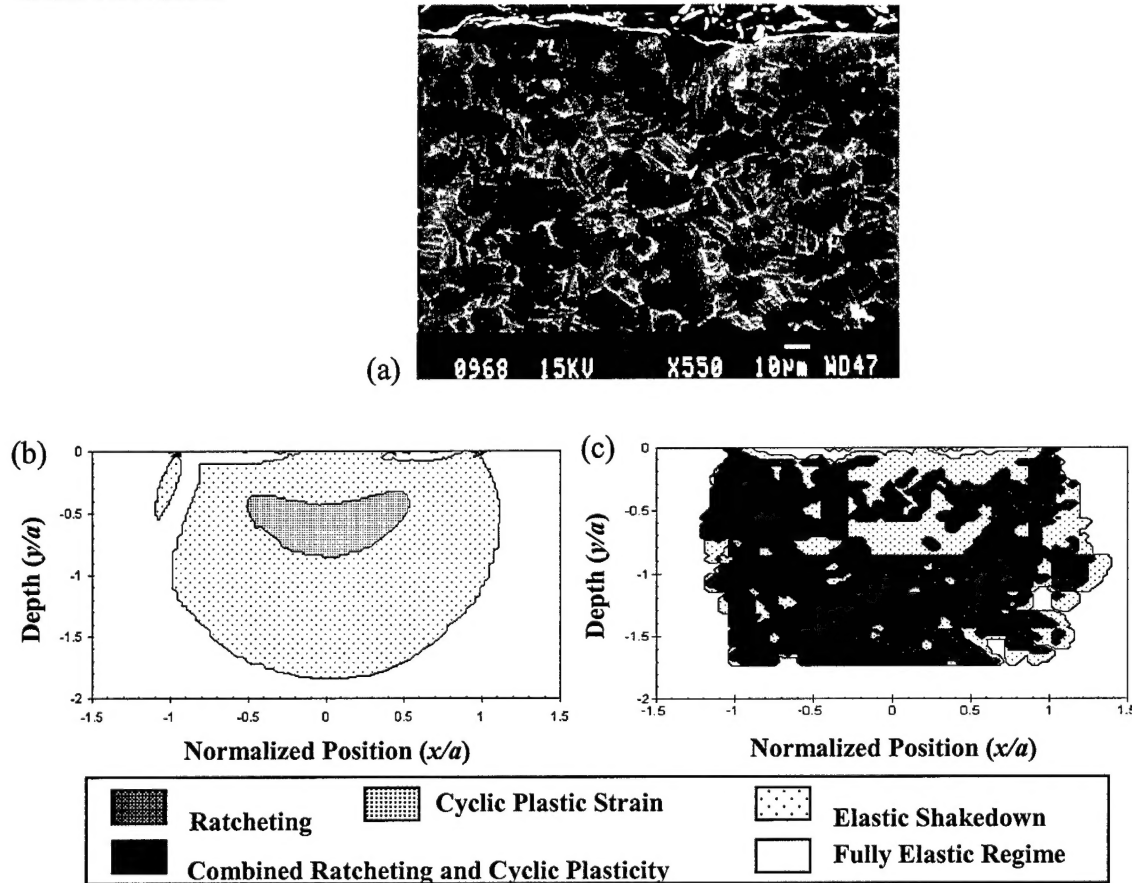 (a)
0968 15KV X550 10µm WD47
(b)
0
-0.5
-1
-1.5
-2
-1.5 -1 -0.5 0 0.5 1 1.5
Depth (y/a)
Normalized Position (x/a)
(c)
0
-0.5
-1
-1.5
-2
-1.5 -1 -0.5 0 0.5 1 1.5
Depth (y/a)
Normalized Position (x/a)
Ratcheting
Cyclic Plastic Strain
Elastic Shakedown
Combined Ratcheting and Cyclic Plasticity
Fully Elastic Regime